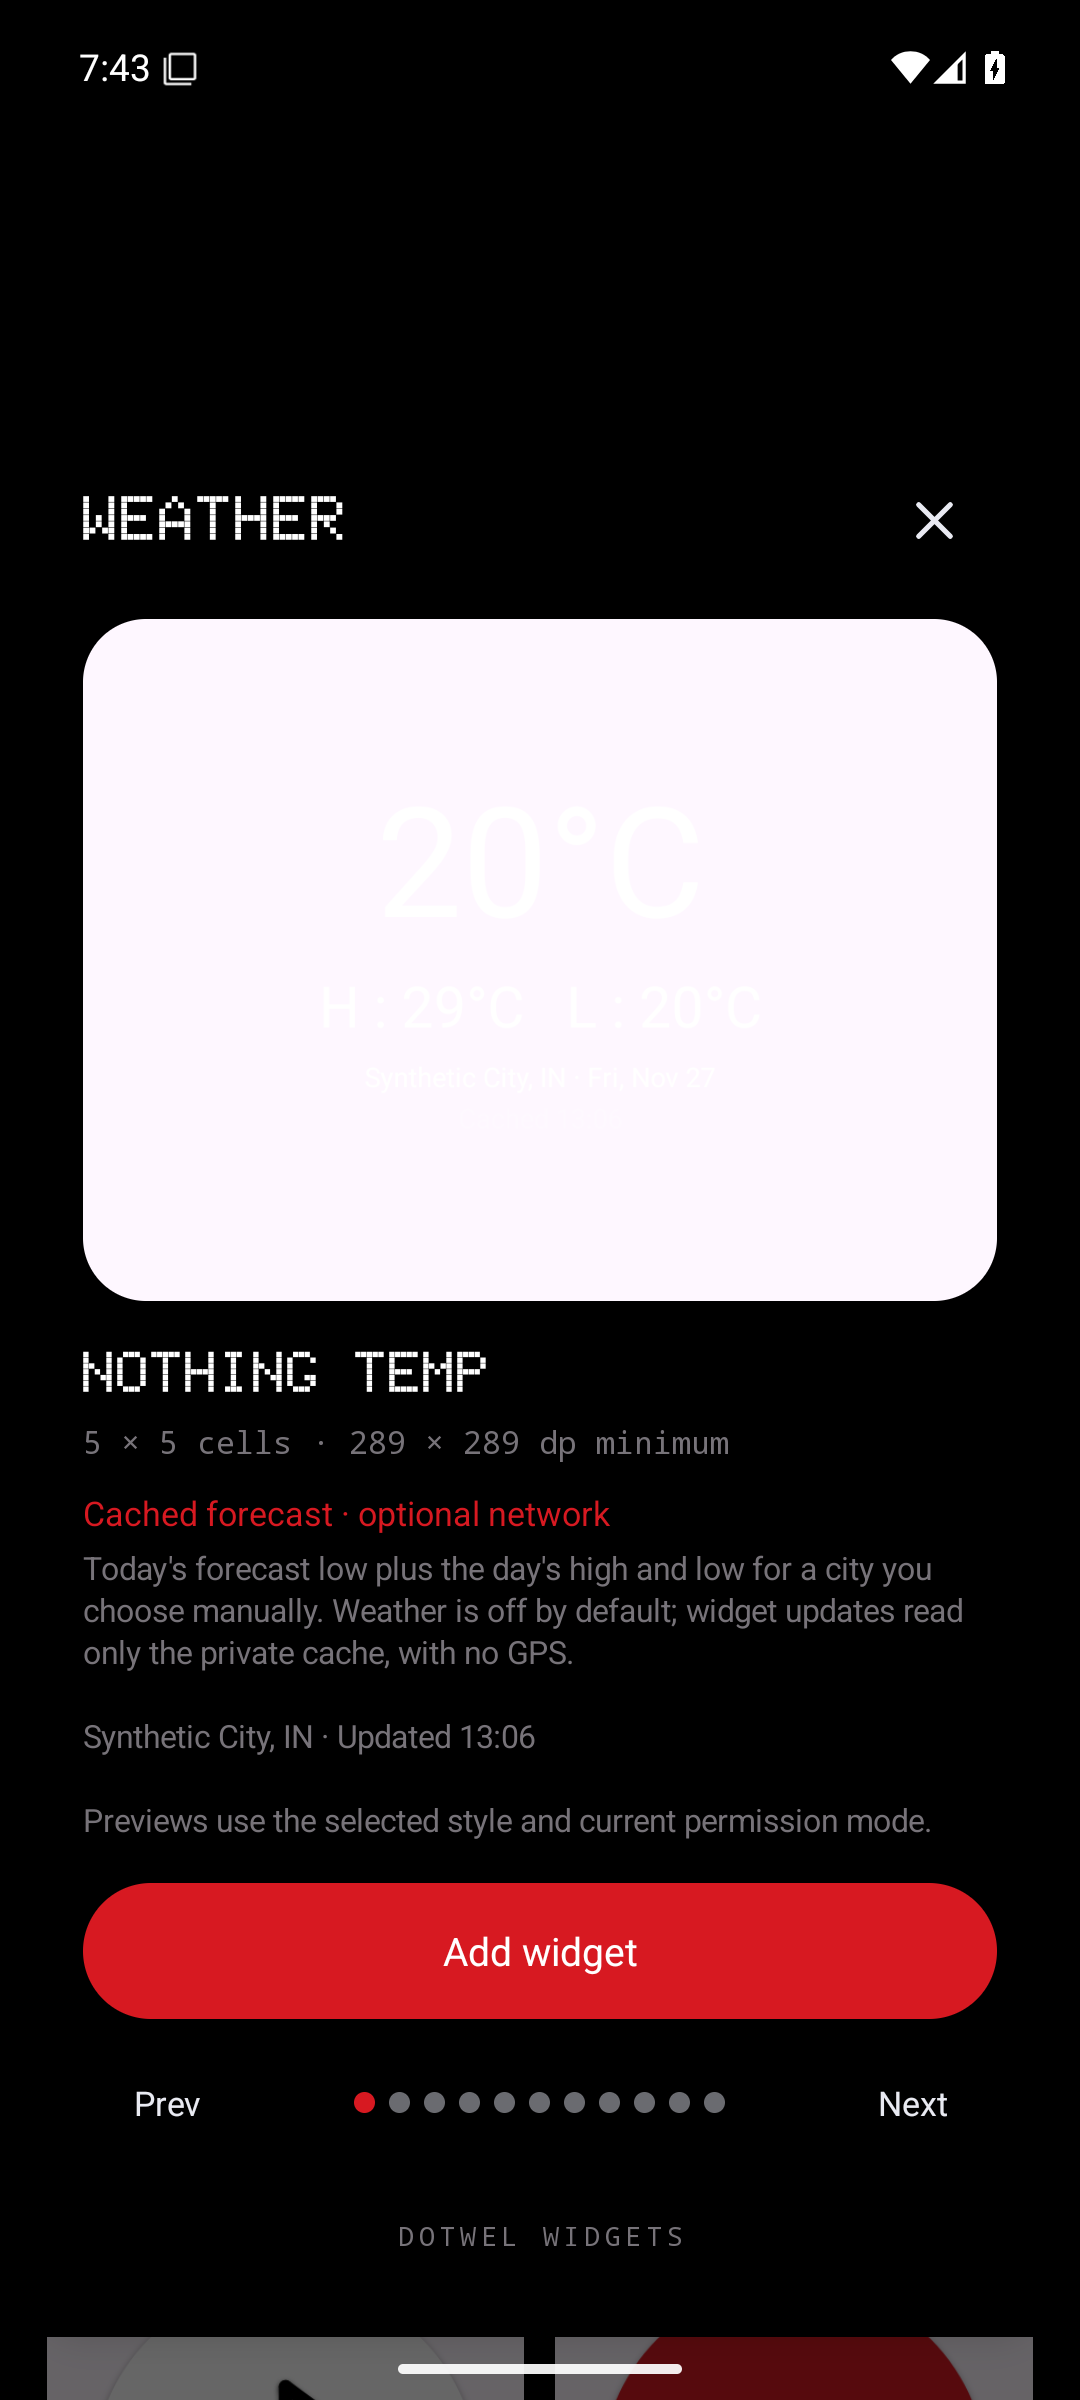 7:43
WEATHER
20°C
H : 29°C L : 20°C
Synthetic City, IN · Fri, Nov 27
NOTHING TEMP
5 × 5 cells · 289 × 289 dp minimum
Cached forecast · optional network
Today's forecast low plus the day's high and low for a city you
choose manually. Weather is off by default; widget updates read
only the private cache, with no GPS.
Synthetic City, IN · Updated 13:06
Previews use the selected style and current permission mode.
Add widget
Prev
Next
DOTWEL WIDGETS